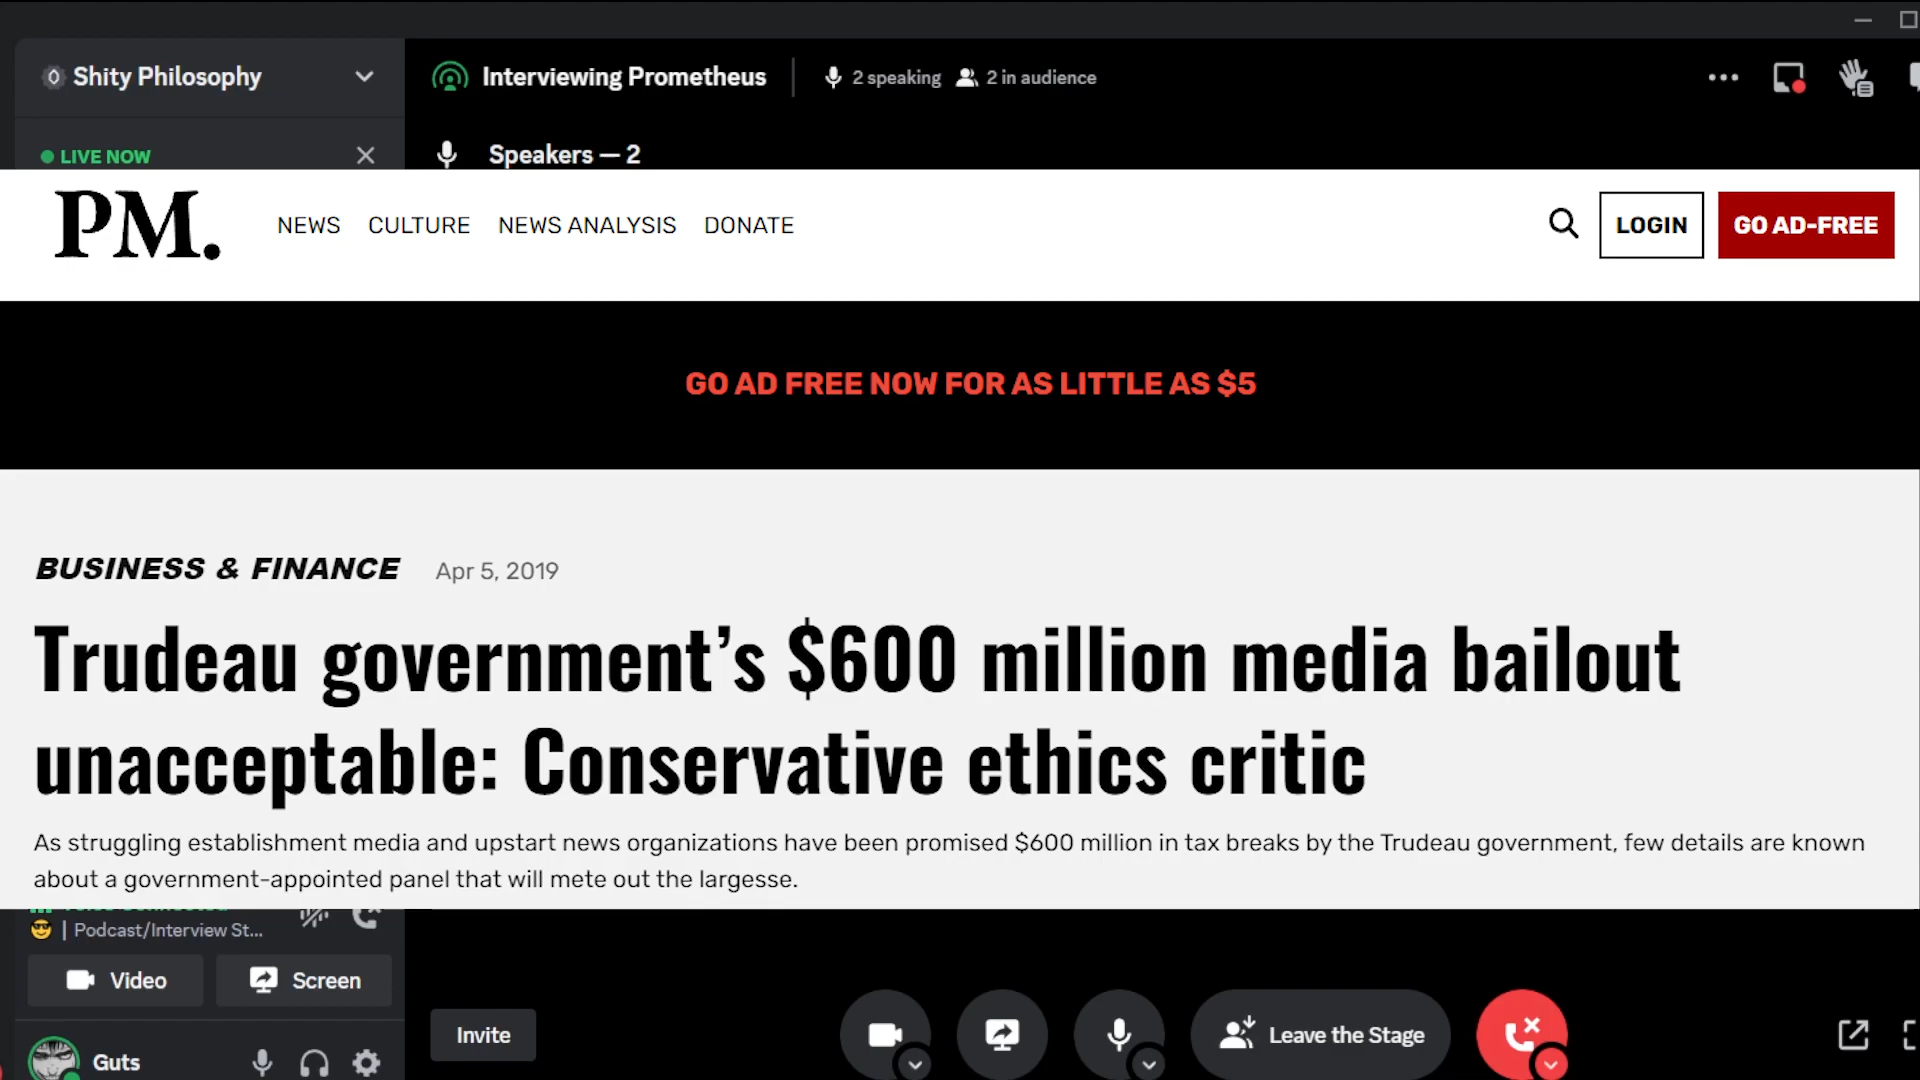 Shity Philosophy
Interviewing Prometheus
2 speaking
2 in audience
LIVE NOW
Speakers — 2
PM.
NEWS
CULTURE
NEWS ANALYSIS
DONATE
LOGIN
GO AD-FREE
GO AD FREE NOW FOR AS LITTLE AS $5
BUSINESS & FINANCE
Apr 5, 2019
Trudeau government’s $600 million media bailout
unacceptable: Conservative ethics critic
As struggling establishment media and upstart news organizations have been promised $600 million in tax breaks by the Trudeau government, few details are known
about a government-appointed panel that will mete out the largesse.
| Podcast/Interview St...
Video
Screen
Invite
Leave the Stage
Guts